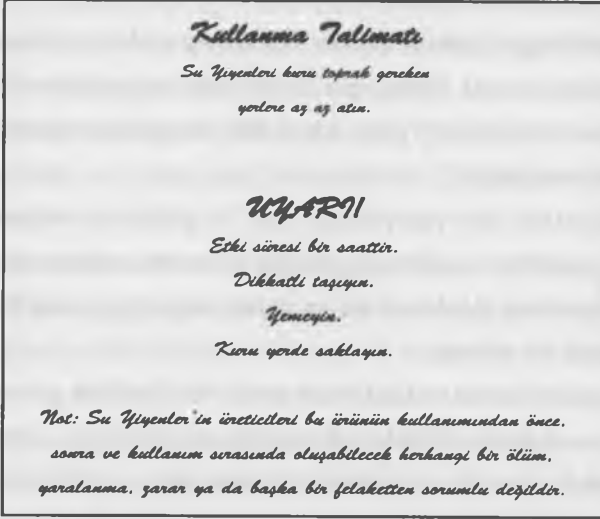 Kullanma Talimatı
Su Yiyenleri kuru toprak gereken
yerlere az az atın.
UYARI!
Etki süresi bir saattir.
Dikkatli taşıyın.
Yemeyin.
Kuru yerde saklayın.
Not: Su Yiyenler'in üreticileri bu ürünün kullanımından önce,
sonra ve kullanım sırasında oluşabilecek herhangi bir ölüm,
yaralanma, zarar ya da başka bir felaketten sorumlu değildir.